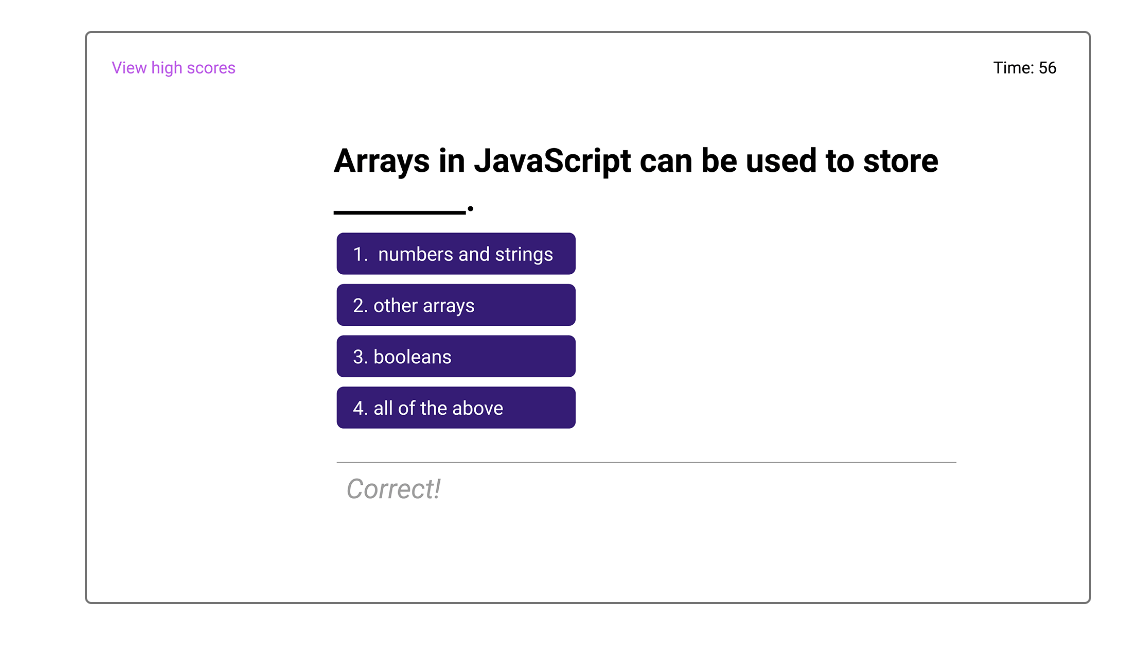 View high scores
Time: 56
Arrays in JavaScript can be used to store
________.
1. numbers and strings
2. other arrays
3. booleans
4. all of the above
Correct!